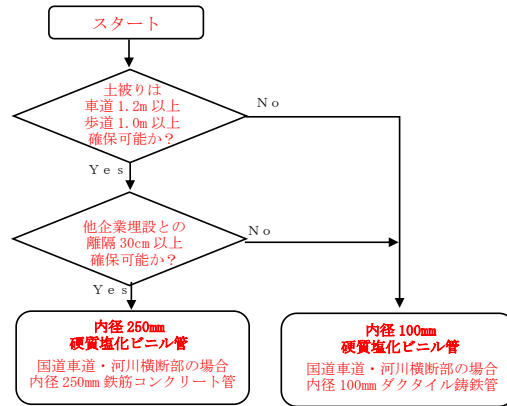 スタート
土被りは
車道 1.2m 以上
歩道 1.0m 以上
確保可能か？
No
Yes
他企業埋設との
離隔 30cm 以上
確保可能か？
No
Yes
内径 250mm
硬質塩化ビニル管
国道車道・河川横断部の場合
内径 250mm 鉄筋コンクリート管
内径 100mm
硬質塩化ビニル管
国道車道・河川横断部の場合
内径 100mm ダクタイル鋳鉄管